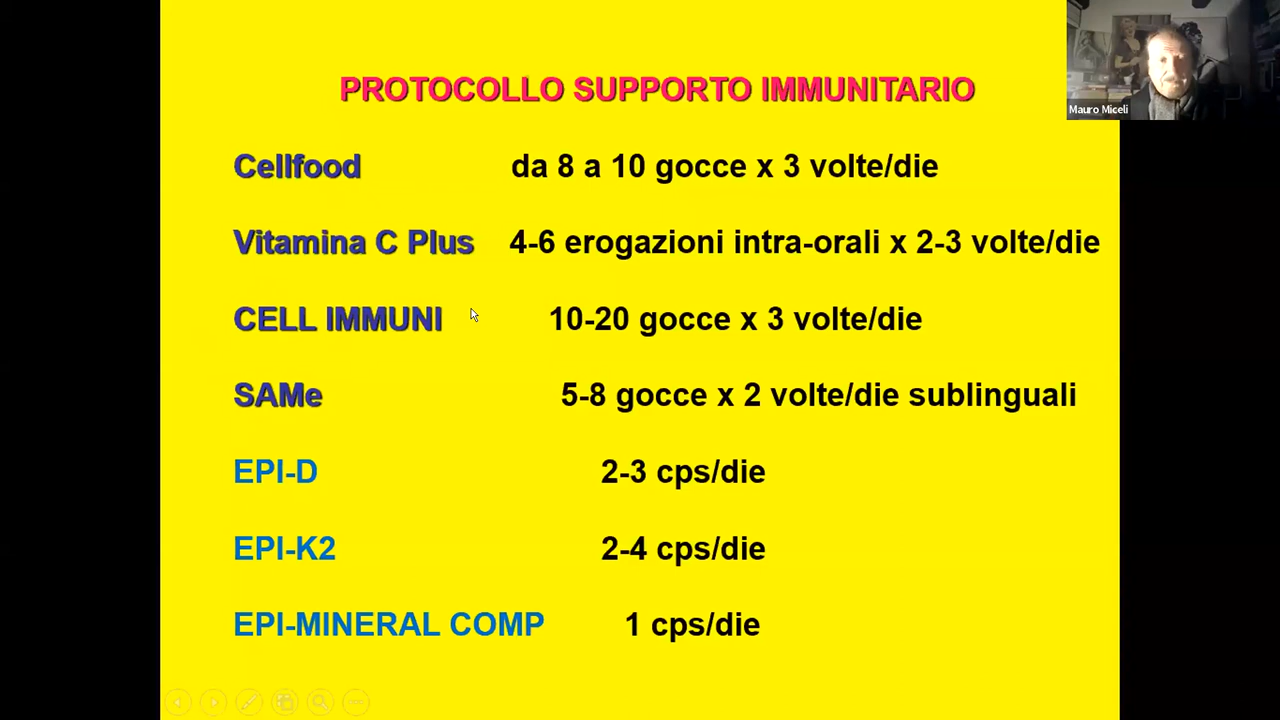 PROTOCOLLO SUPPORTO IMMUNITARIO
Mauro Miceli
Cellfood da 8 a 10 gocce x 3 volte/die
Vitamina C Plus 4-6 erogazioni intra-orali x 2-3 volte/die
CELL IMMUNI 10-20 gocce x 3 volte/die
SAMe 5-8 gocce x 2 volte/die sublinguali
EPI-D 2-3 cps/die
EPI-K2 2-4 cps/die
EPI-MINERAL COMP 1 cps/die